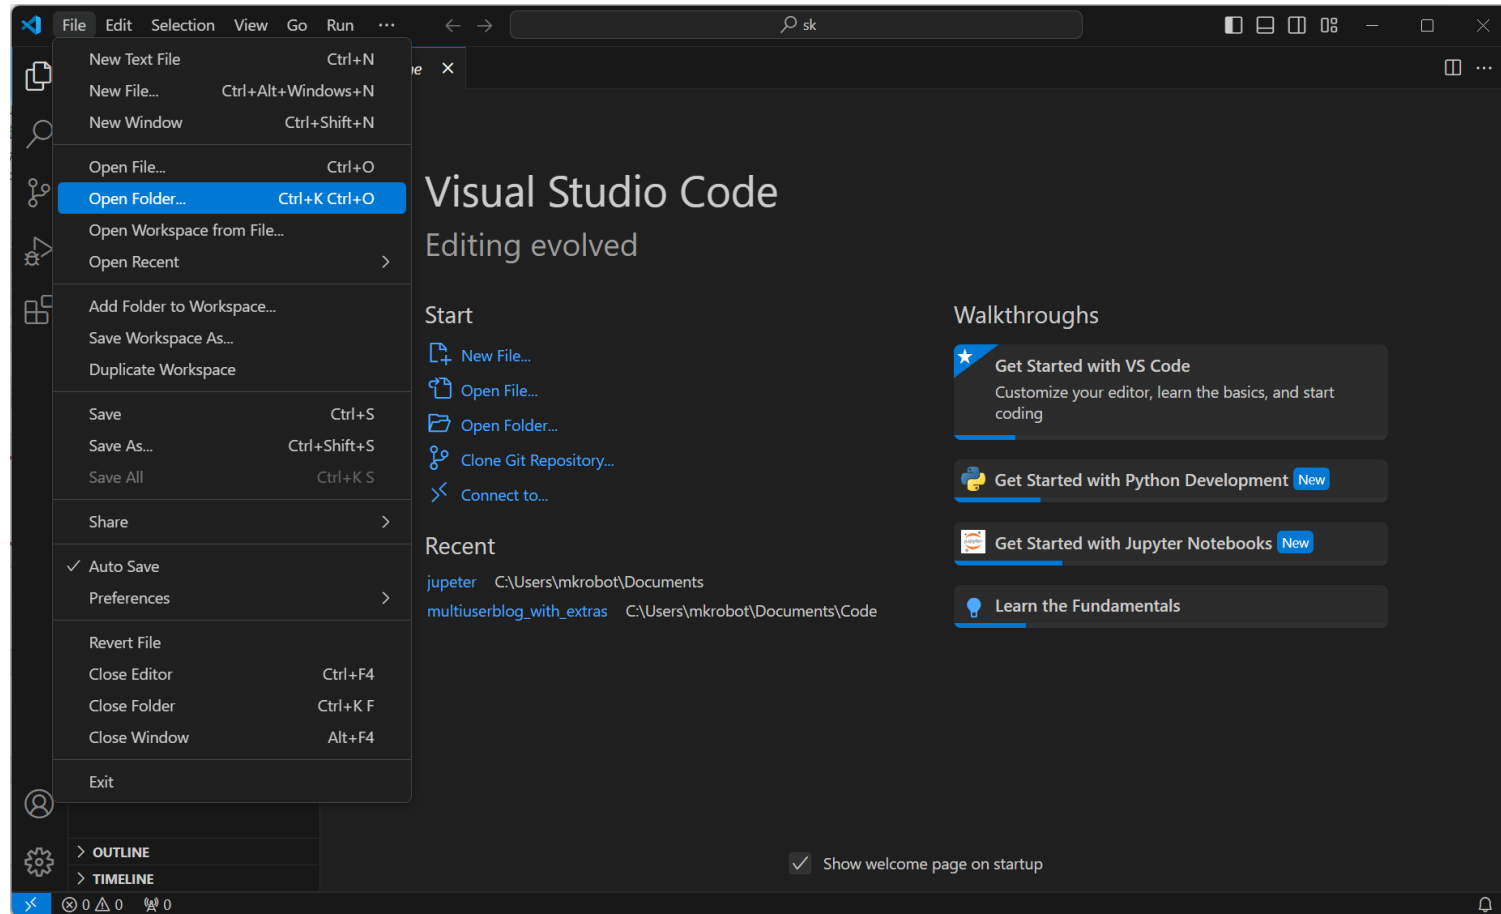 File Edit Selection View Go Run ···
sk
New Text File Ctrl+N
New File... Ctrl+Alt+Windows+N
New Window Ctrl+Shift+N
Open File... Ctrl+O
Open Folder... Ctrl+K Ctrl+O
Open Workspace from File...
Open Recent
Add Folder to Workspace...
Save Workspace As...
Duplicate Workspace
Save Ctrl+S
Save As... Ctrl+Shift+S
Save All Ctrl+K S
Share
Auto Save
Preferences
Revert File
Close Editor Ctrl+F4
Close Folder Ctrl+K F
Close Window Alt+F4
Exit
OUTLINE
TIMELINE
Visual Studio Code
Editing evolved
Start
New File...
Open File...
Open Folder...
Clone Git Repository...
Connect to...
Recent
jupeter C:\Users\mkrobot\Documents
multiuserblog_with_extras C:\Users\mkrobot\Documents\Code
Walkthroughs
Get Started with VS Code
Customize your editor, learn the basics, and start
coding
Get Started with Python Development New
Get Started with Jupyter Notebooks New
Learn the Fundamentals
Show welcome page on startup
0 0 0